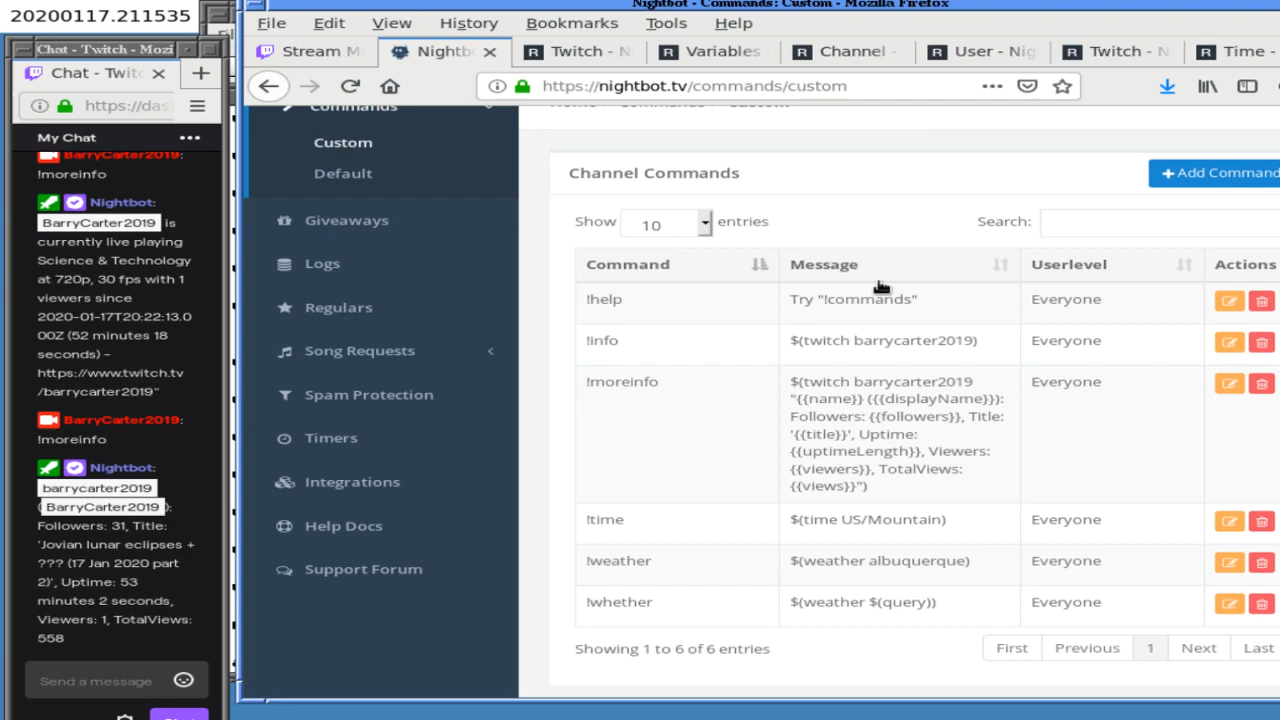 20200117.211535
Chat - Twitch - Mozi
Chat - Twitc
https://das
My Chat
BarryCarter2019:
!moreinfo
Nightbot:
BarryCarter2019 is
currently live playing
Science & Technology
at 720p, 30 fps with 1
viewers since
2020-01-17T20:22:13.0
00Z (52 minutes 18
seconds) -
https://www.twitch.tv
/barrycarter2019"
BarryCarter2019:
!moreinfo
Nightbot:
barrycarter2019
(BarryCarter2019):
Followers: 31, Title:
'Jovian lunar eclipses +
??? (17 Jan 2020 part
2)', Uptime: 53
minutes 2 seconds,
Viewers: 1, TotalViews:
558
Send a message
Nightbot - Commands: Custom - Mozilla Firefox
File Edit View History Bookmarks Tools Help
Stream M Nightb Twitch - N Variables Channel - User - Nig Twitch - N Time -
https://nightbot.tv/commands/custom
Commands
Custom
Default
Giveaways
Logs
Regulars
Song Requests
Spam Protection
Timers
Integrations
Help Docs
Support Forum
Home Commands Custom
Channel Commands
+ Add Command
Show 10 entries Search:
Command Message Userlevel Actions
!help Try "!commands" Everyone
!info $(twitch barrycarter2019) Everyone
!moreinfo $(twitch barrycarter2019 Everyone
"{{name}} ({{displayName}}):
Followers: {{followers}}, Title:
'{{title}}', Uptime:
{{uptimeLength}}, Viewers:
{{viewers}}, TotalViews:
{{views}}")
!time $(time US/Mountain) Everyone
!weather $(weather albuquerque) Everyone
!whether $(weather $(query)) Everyone
Showing 1 to 6 of 6 entries First Previous 1 Next Last